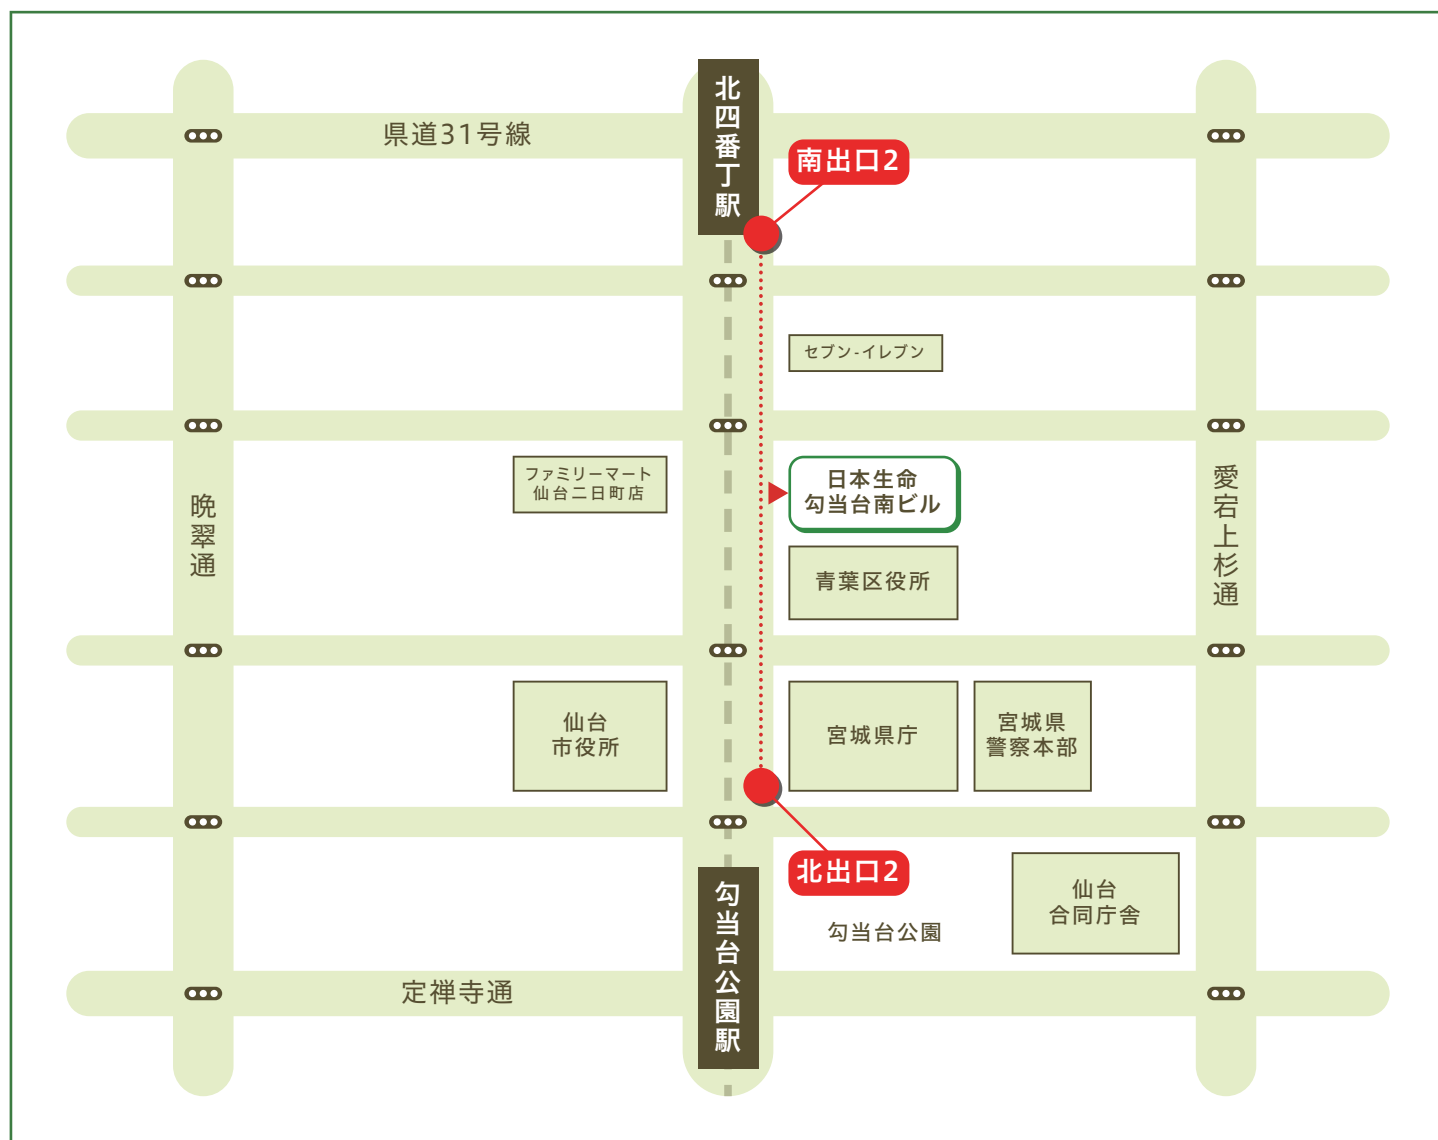 北四番丁駅
県道31号線
南出口2
セブン-イレブン
ファミリーマート
仙台二日町店
日本生命
勾当台南ビル
晩翠通
愛宕上杉通
青葉区役所
仙台
市役所
宮城県庁
宮城県
警察本部
北出口2
勾当台公園駅
仙台
合同庁舎
勾当台公園
定禅寺通